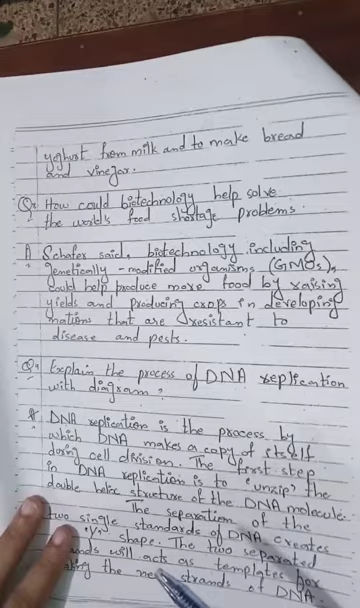 yoghurt from milk and to make bread
and vinegar.
Q: How could biotechnology help solve
the world's food shortage problems.
A Schafer said, biotechnology including
genetically-modified organisms (GMOs),
could help produce more food by raising
yields and producing crops in developing
nations that are resistant to
disease and pests.
Q: Explain the process of DNA replication
with diagram?
A DNA replication is the process by
which DNA makes a copy of itself
during cell division. The first step
in DNA replication is to 'unzip' the
double helix structure of the DNA molecule.
The separation of the
two single standards of DNA creates
'Y' shape. The two separated
will acts as templates for
the new strands of DNA.